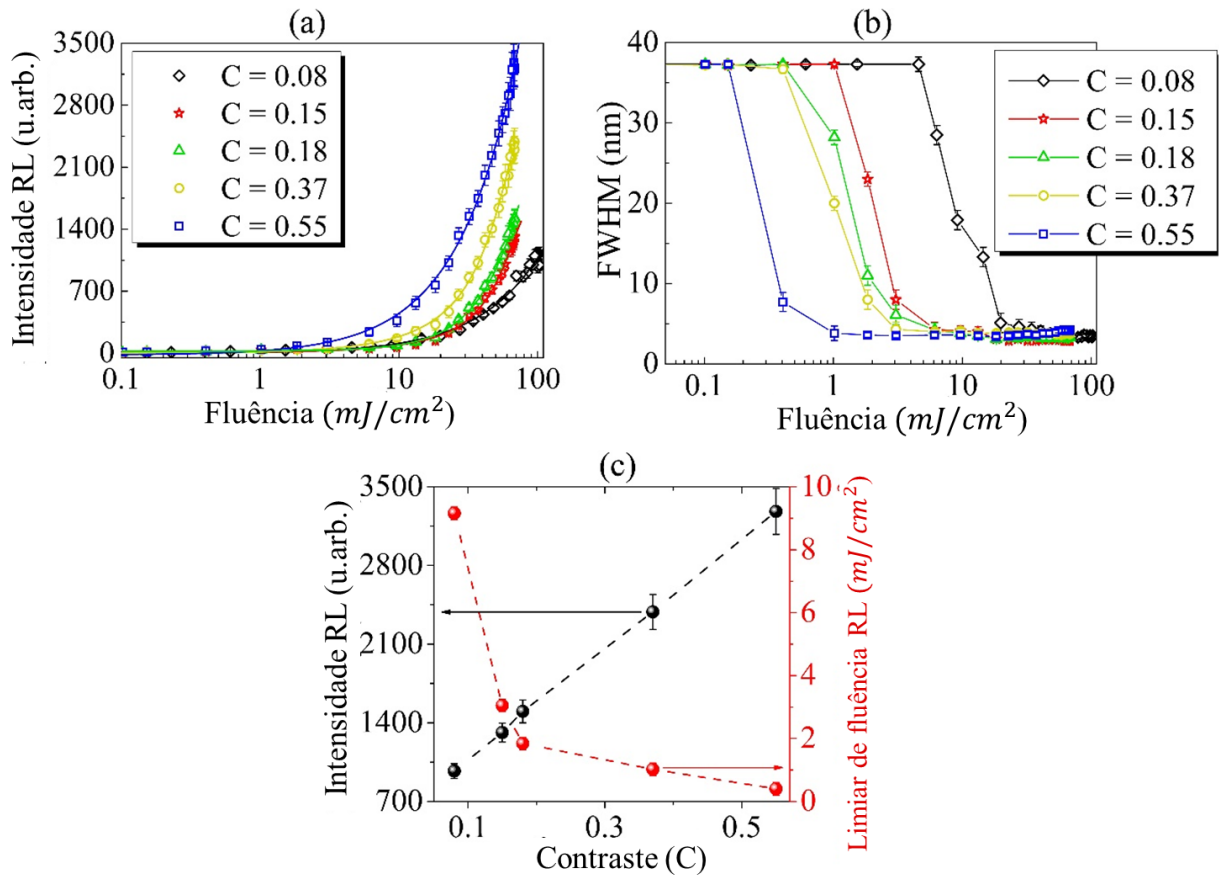 (a)
Intensidade RL (u.arb.)
3500
2800
2100
1400
700
0
C = 0.08
C = 0.15
C = 0.18
C = 0.37
C = 0.55
0.1 1 10 100
Fluência (mJ/cm²)
(b)
FWHM (nm)
40
30
20
10
0
C = 0.08
C = 0.15
C = 0.18
C = 0.37
C = 0.55
0.1 1 10 100
Fluência (mJ/cm²)
(c)
Intensidade RL (u.arb.)
3500
2800
2100
1400
700
10
8
6
4
2
0
Limiar de fluência RL (mJ/cm²)
0.1 0.3 0.5
Contraste (C)